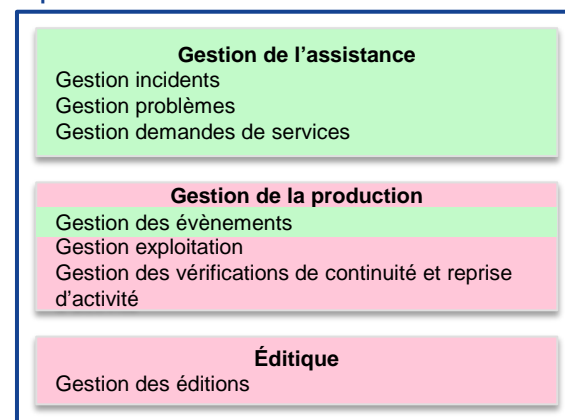 Gestion de l’assistance
Gestion incidents
Gestion problèmes
Gestion demandes de services
Gestion de la production
Gestion des évènements
Gestion exploitation
Gestion des vérifications de continuité et reprise
d’activité
Éditique
Gestion des éditions